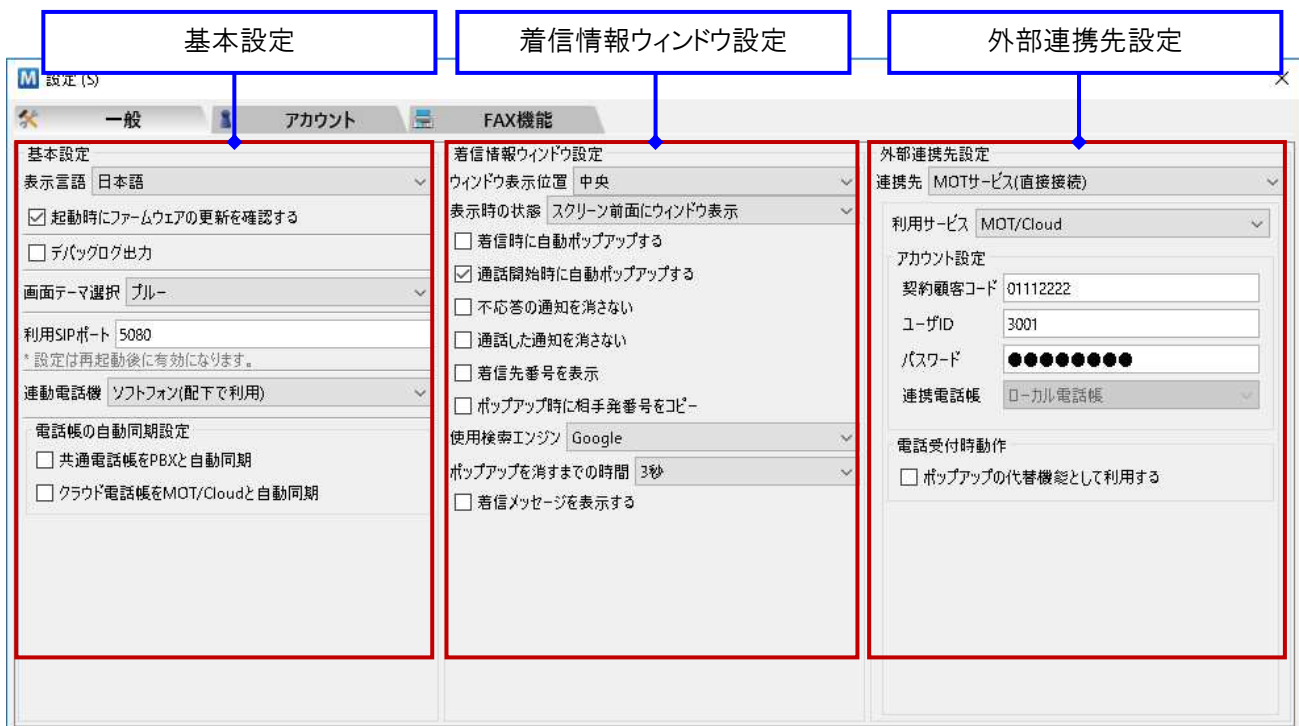 基本設定
着信情報ウィンドウ設定
外部連携先設定
M 設定 (S)
一般
アカウント
FAX機能
基本設定
表示言語 日本語
起動時にファームウェアの更新を確認する
デバッグログ出力
画面テーマ選択 ブルー
利用SIPポート 5080
* 設定は再起動後に有効になります。
連動電話機 ソフトフォン(配下で利用)
電話帳の自動同期設定
共通電話帳をPBXと自動同期
クラウド電話帳をMOT/Cloudと自動同期
着信情報ウィンドウ設定
ウィンドウ表示位置 中央
表示時の状態 スクリーン前面にウィンドウ表示
着信時に自動ポップアップする
通話開始時に自動ポップアップする
不応答の通知を消さない
通話した通知を消さない
着信先番号を表示
ポップアップ時に相手発番号をコピー
使用検索エンジン Google
ポップアップを消すまでの時間 3秒
着信メッセージを表示する
外部連携先設定
連携先 MOTサービス(直接接続)
利用サービス MOT/Cloud
アカウント設定
契約顧客コード 01112222
ユーザID 3001
パスワード ●●●●●●●●
連携電話帳 ローカル電話帳
電話受付時動作
ポップアップの代替機能として利用する